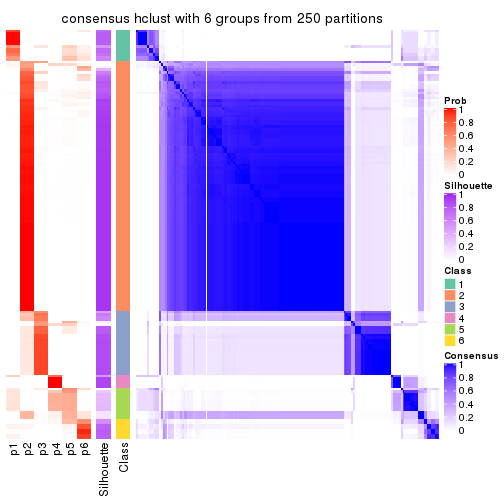 consensus hclust with 6 groups from 250 partitions
Prob
1
0.8
0.6
0.4
0.2
0
Silhouette
1
0.8
0.6
0.4
0.2
0
Class
1
2
3
4
5
6
Consensus
1
0.8
0.6
0.4
0.2
0
p1
p2
p3
p4
p5
p6
Silhouette
Class